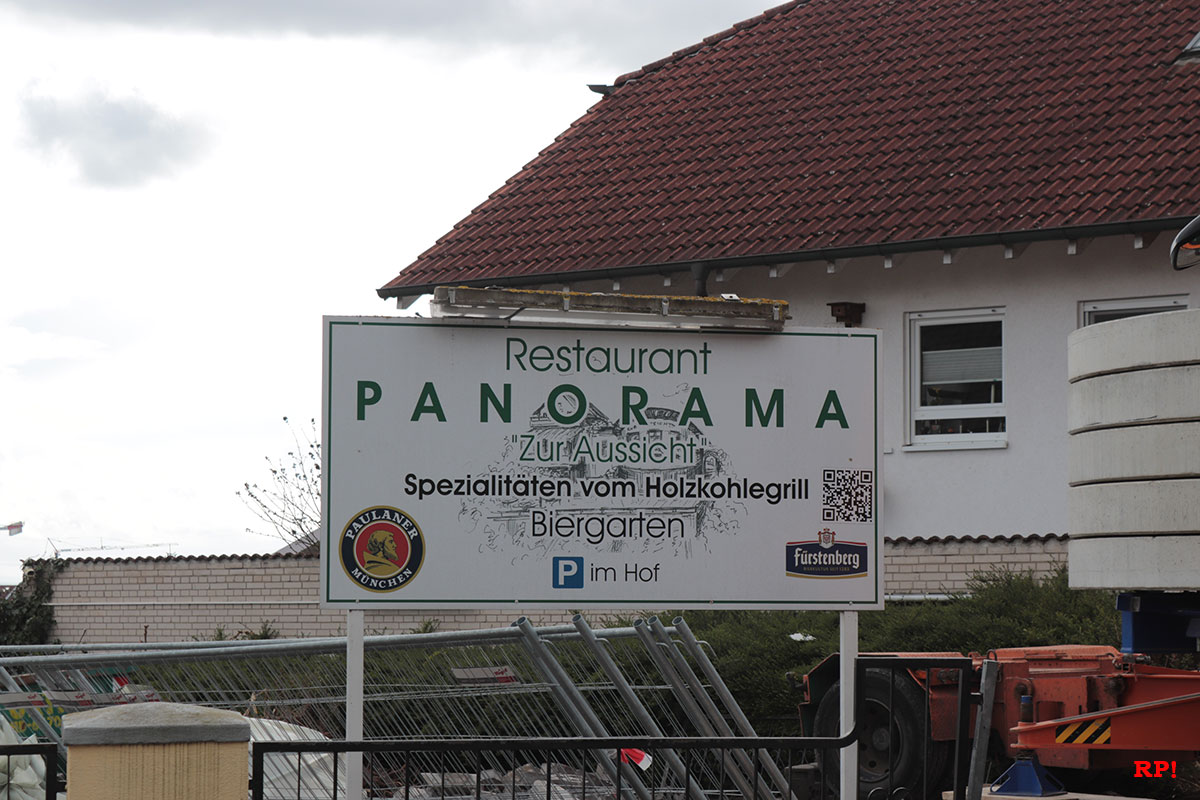 Restaurant
PANORAMA
"Zur Aussicht"
Spezialitäten vom Holzkohlegrill
Biergarten
P im Hof
PAULANER
MÜNCHEN
Fürstenberg
RP!